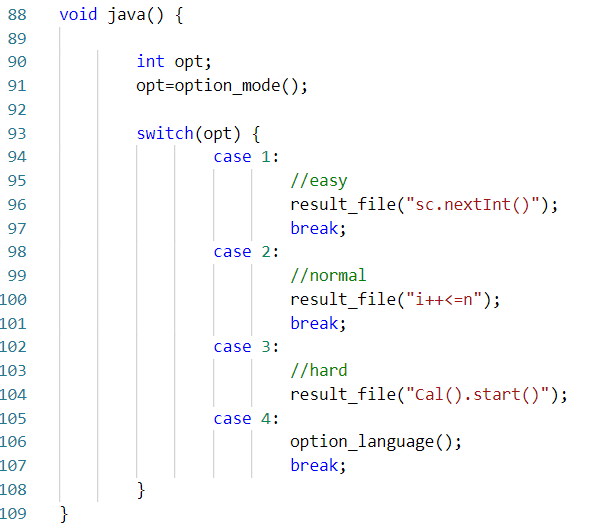 88 void java() {
89
90 int opt;
91 opt=option_mode();
92
93 switch(opt) {
94 case 1:
95 //easy
96 result_file("sc.nextInt()");
97 break;
98 case 2:
99 //normal
100 result_file("i++<=n");
101 break;
102 case 3:
103 //hard
104 result_file("Cal().start()");
105 case 4:
106 option_language();
107 break;
108 }
109 }